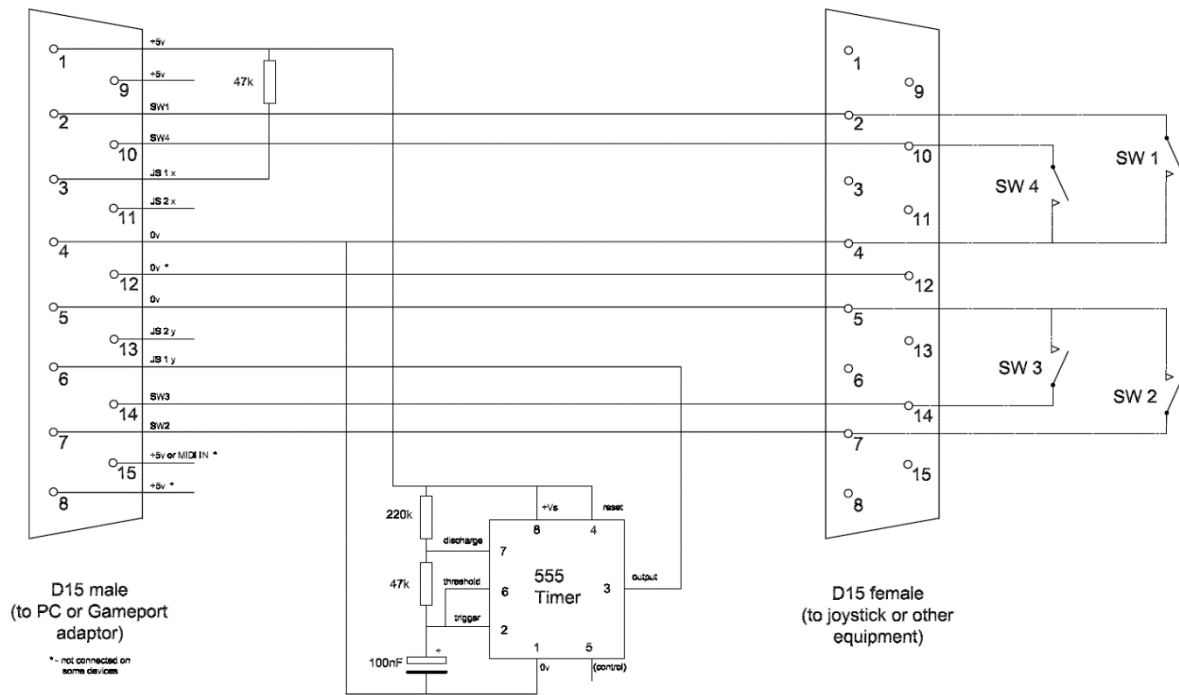 1
+5v
9
+5v
47k
2
SW1
10
SW4
3
JS 1 x
11
JS 2 x
4
0v
12
0v *
5
0v
13
JS 2 y
6
JS 1 y
14
SW3
7
SW2
15
+5v or MIDI IN *
8
+5v *
D15 male
(to PC or Gameport
adaptor)
* - not connected on
some devices
220k
47k
100nF
+
discharge
threshold
trigger
+Vs
reset
8
4
7
6
2
555
Timer
3
output
1
5
0v
(control)
1
9
2
10
3
11
4
12
5
13
6
14
7
15
8
SW 1
SW 4
SW 3
SW 2
D15 female
(to joystick or other
equipment)